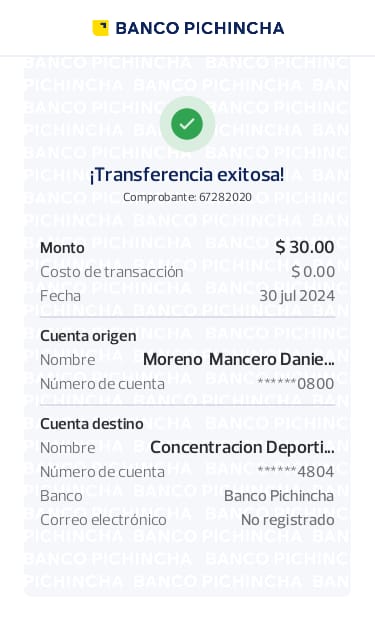 BANCO PICHINCHA
¡Transferencia exitosa!
Comprobante: 67282020
Monto $ 30.00
Costo de transacción $ 0.00
Fecha 30 jul 2024
Cuenta origen
Nombre Moreno Mancero Danie...
Número de cuenta ******0800
Cuenta destino
Nombre Concentracion Deporti...
Número de cuenta ******4804
Banco Banco Pichincha
Correo electrónico No registrado